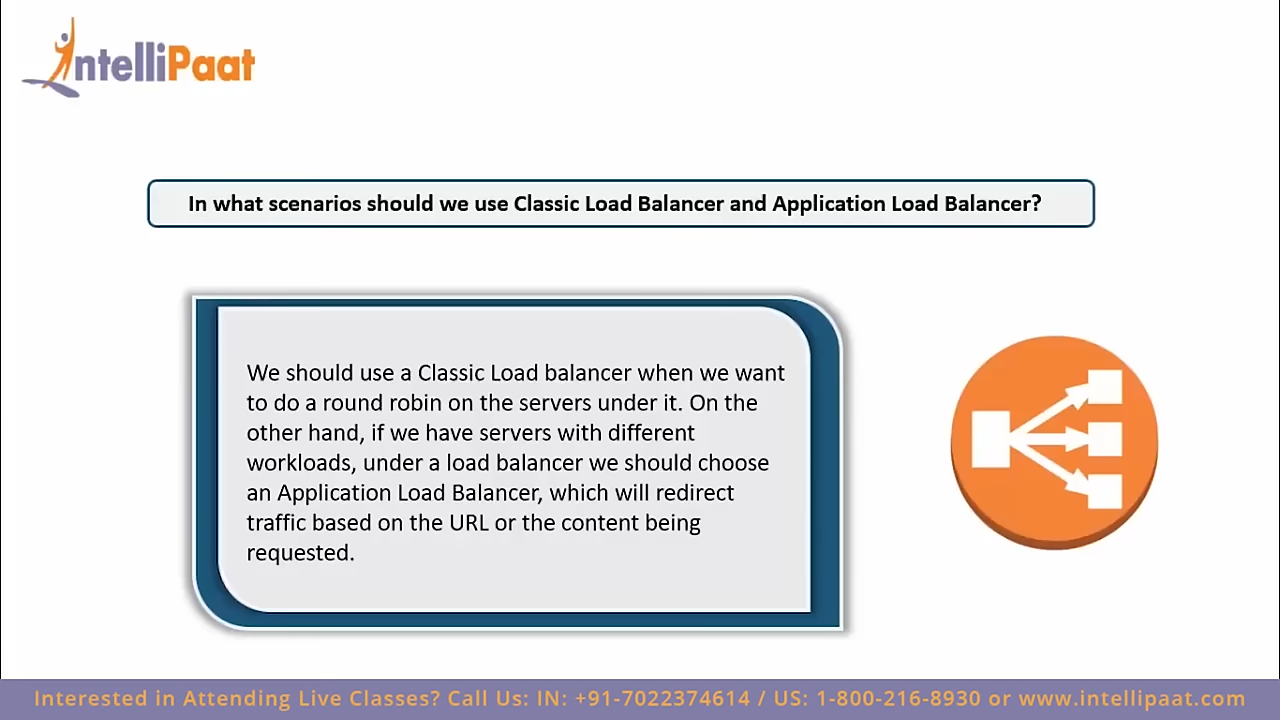 IntelliPaat
In what scenarios should we use Classic Load Balancer and Application Load Balancer?
We should use a Classic Load balancer when we want
to do a round robin on the servers under it. On the
other hand, if we have servers with different
workloads, under a load balancer we should choose
an Application Load Balancer, which will redirect
traffic based on the URL or the content being
requested.
Interested in Attending Live Classes? Call Us: IN: +91-7022374614 / US: 1-800-216-8930 or www.intellipaat.com